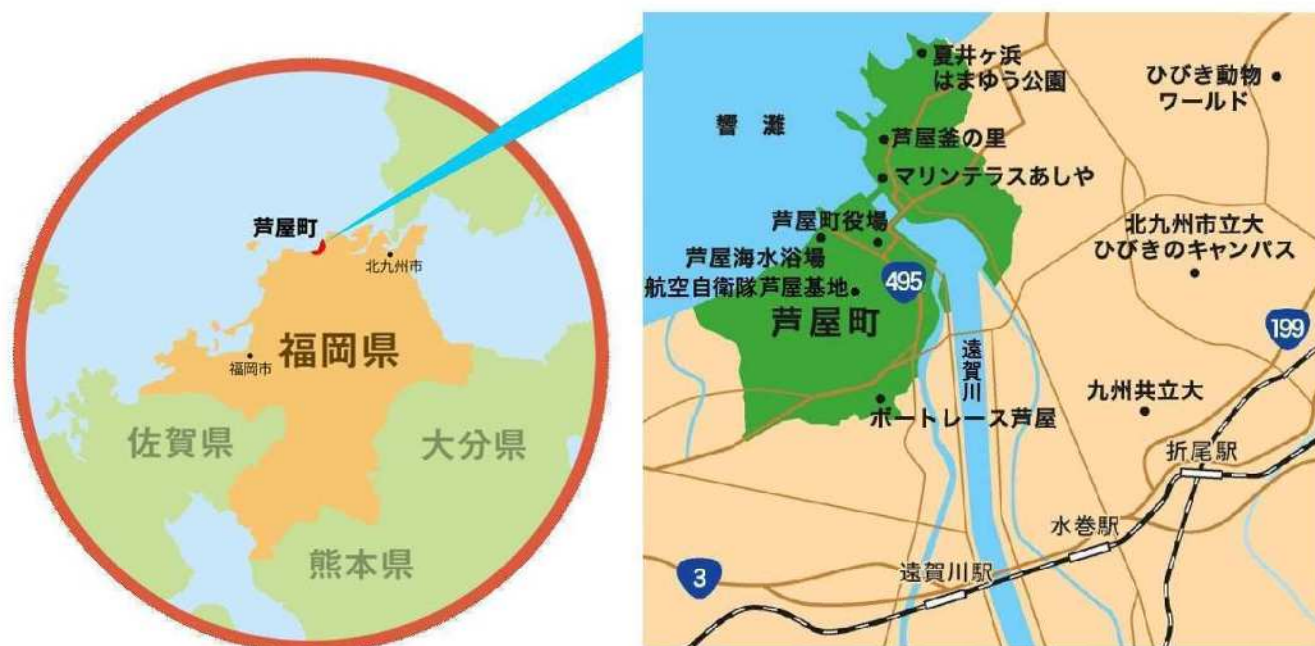 芦屋町
北九州市
福岡県
福岡市
佐賀県
大分県
熊本県
夏井ヶ浜
はまゆう公園
ひびき動物
ワールド
響灘
芦屋釜の里
マリンテラスあしや
芦屋町役場
北九州市立大
ひびきのキャンパス
芦屋海水浴場
航空自衛隊芦屋基地
495
芦屋町
199
遠賀川
九州共立大
ボートレース芦屋
折尾駅
水巻駅
遠賀川駅
3